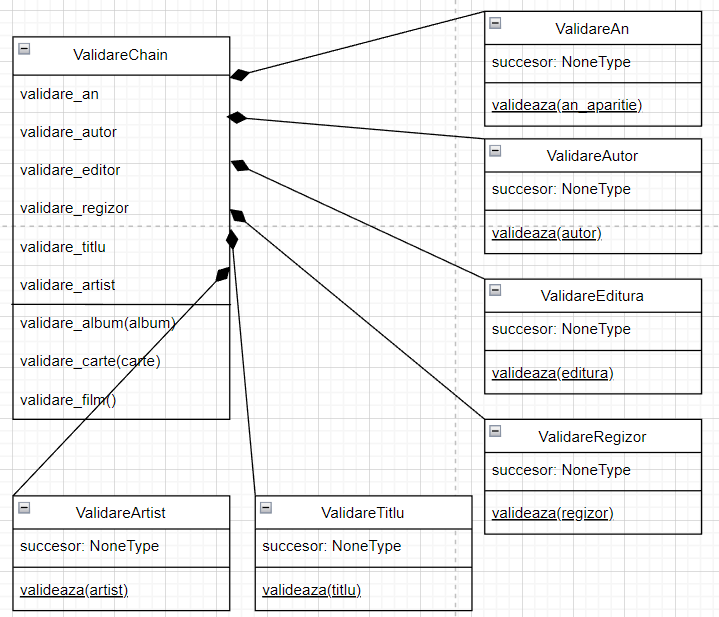 ValidareChain
validare_an
validare_autor
validare_editor
validare_regizor
validare_titlu
validare_artist
validare_album(album)
validare_carte(carte)
validare_film()
ValidareAn
succesor: NoneType
valideaza(an_aparitie)
ValidareAutor
succesor: NoneType
valideaza(autor)
ValidareEditura
succesor: NoneType
valideaza(editura)
ValidareRegizor
succesor: NoneType
valideaza(regizor)
ValidareArtist
succesor: NoneType
valideaza(artist)
ValidareTitlu
succesor: NoneType
valideaza(titlu)